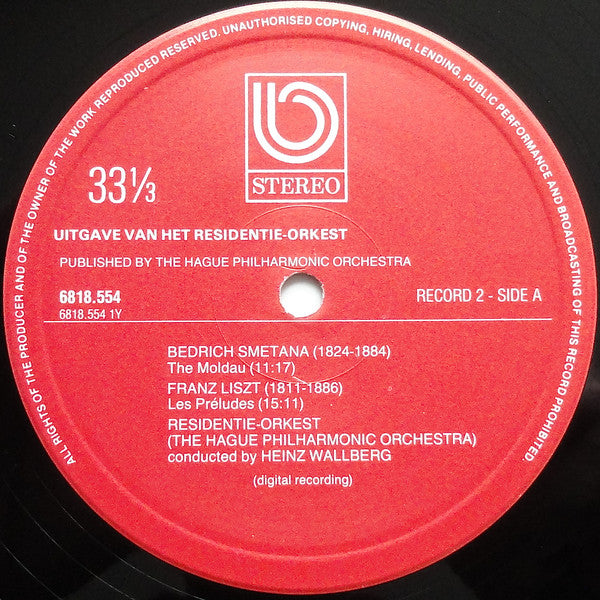 ALL RIGHTS OF THE PRODUCER AND OF THE OWNER OF THE WORK REPRODUCED RESERVED. UNAUTHORISED COPYING, HIRING, LENDING, PUBLIC PERFORMANCE AND BROADCASTING OF THIS RECORD PROHIBITED
b
STEREO
33⅓
UITGAVE VAN HET RESIDENTIE-ORKEST
PUBLISHED BY THE HAGUE PHILHARMONIC ORCHESTRA
6818.554
6818.554 1Y
RECORD 2 - SIDE A
BEDRICH SMETANA (1824-1884)
The Moldau (11:17)
FRANZ LISZT (1811-1886)
Les Préludes (15:11)
RESIDENTIE-ORKEST
(THE HAGUE PHILHARMONIC ORCHESTRA)
conducted by HEINZ WALLBERG
(digital recording)